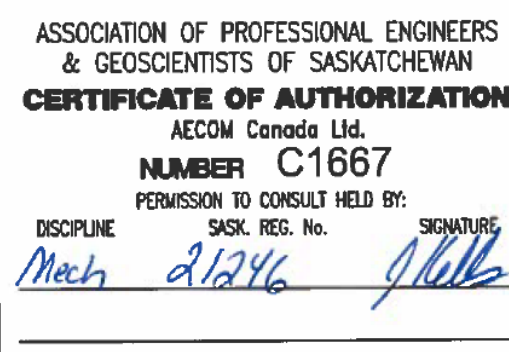 ASSOCIATION OF PROFESSIONAL ENGINEERS
& GEOSCIENTISTS OF SASKATCHEWAN
CERTIFICATE OF AUTHORIZATION
AECOM Canada Ltd.
NUMBER C1667
PERMISSION TO CONSULT HELD BY:
DISCIPLINE SASK. REG. No. SIGNATURE
Mech 21246